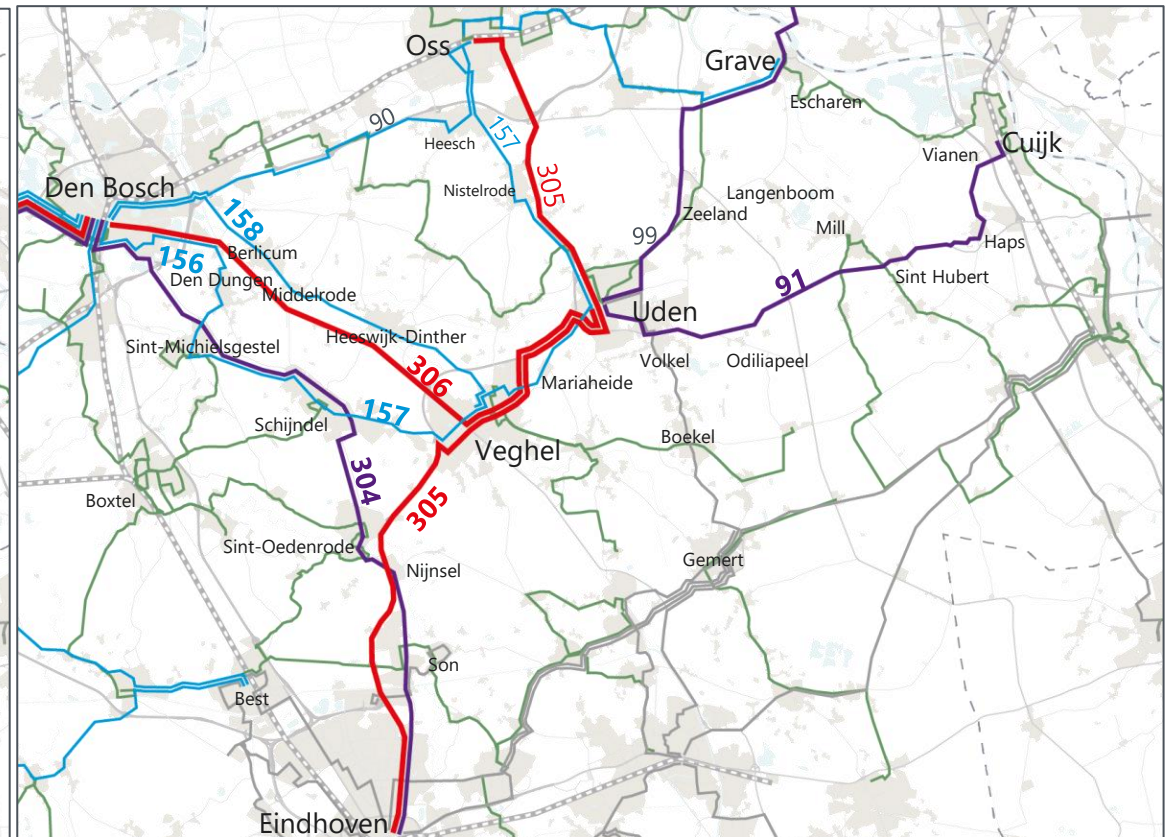 Oss
Grave
90
Escharen
157
Heesch
Cuijk
Vianen
305
Den Bosch
Nistelrode
Langenboom
Zeeland
158
Mill
99
Haps
Berlicum
156
Den Dungen
Sint Hubert
91
Middelrode
Uden
Heeswijk-Dinther
Sint-Michielsgestel
Volkel
Odiliapeel
306
Mariaheide
157
Schijndel
Boekel
Veghel
304
Boxtel
305
Sint-Oedenrode
Gemert
Nijnsel
Son
Best
Eindhoven